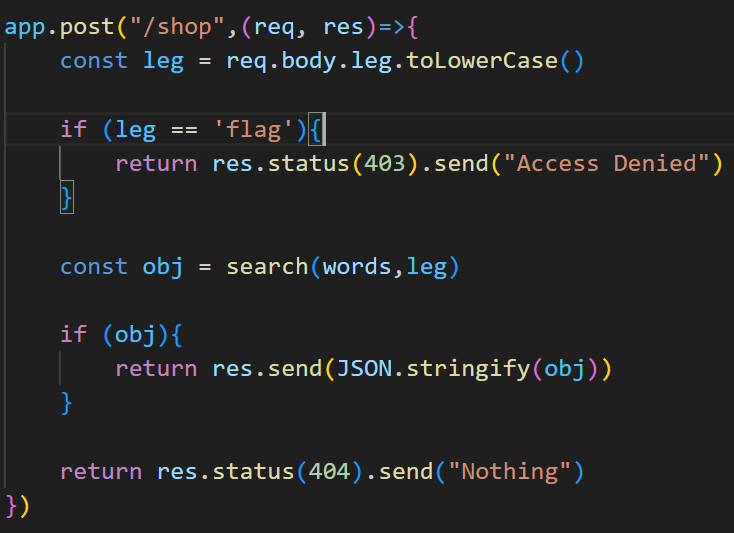 app.post("/shop",(req, res)=>{
    const leg = req.body.leg.toLowerCase()
    if (leg == 'flag'){
        return res.status(403).send("Access Denied")
    }
    const obj = search(words,leg)
    if (obj){
        return res.send(JSON.stringify(obj))
    }
    return res.status(404).send("Nothing")
})